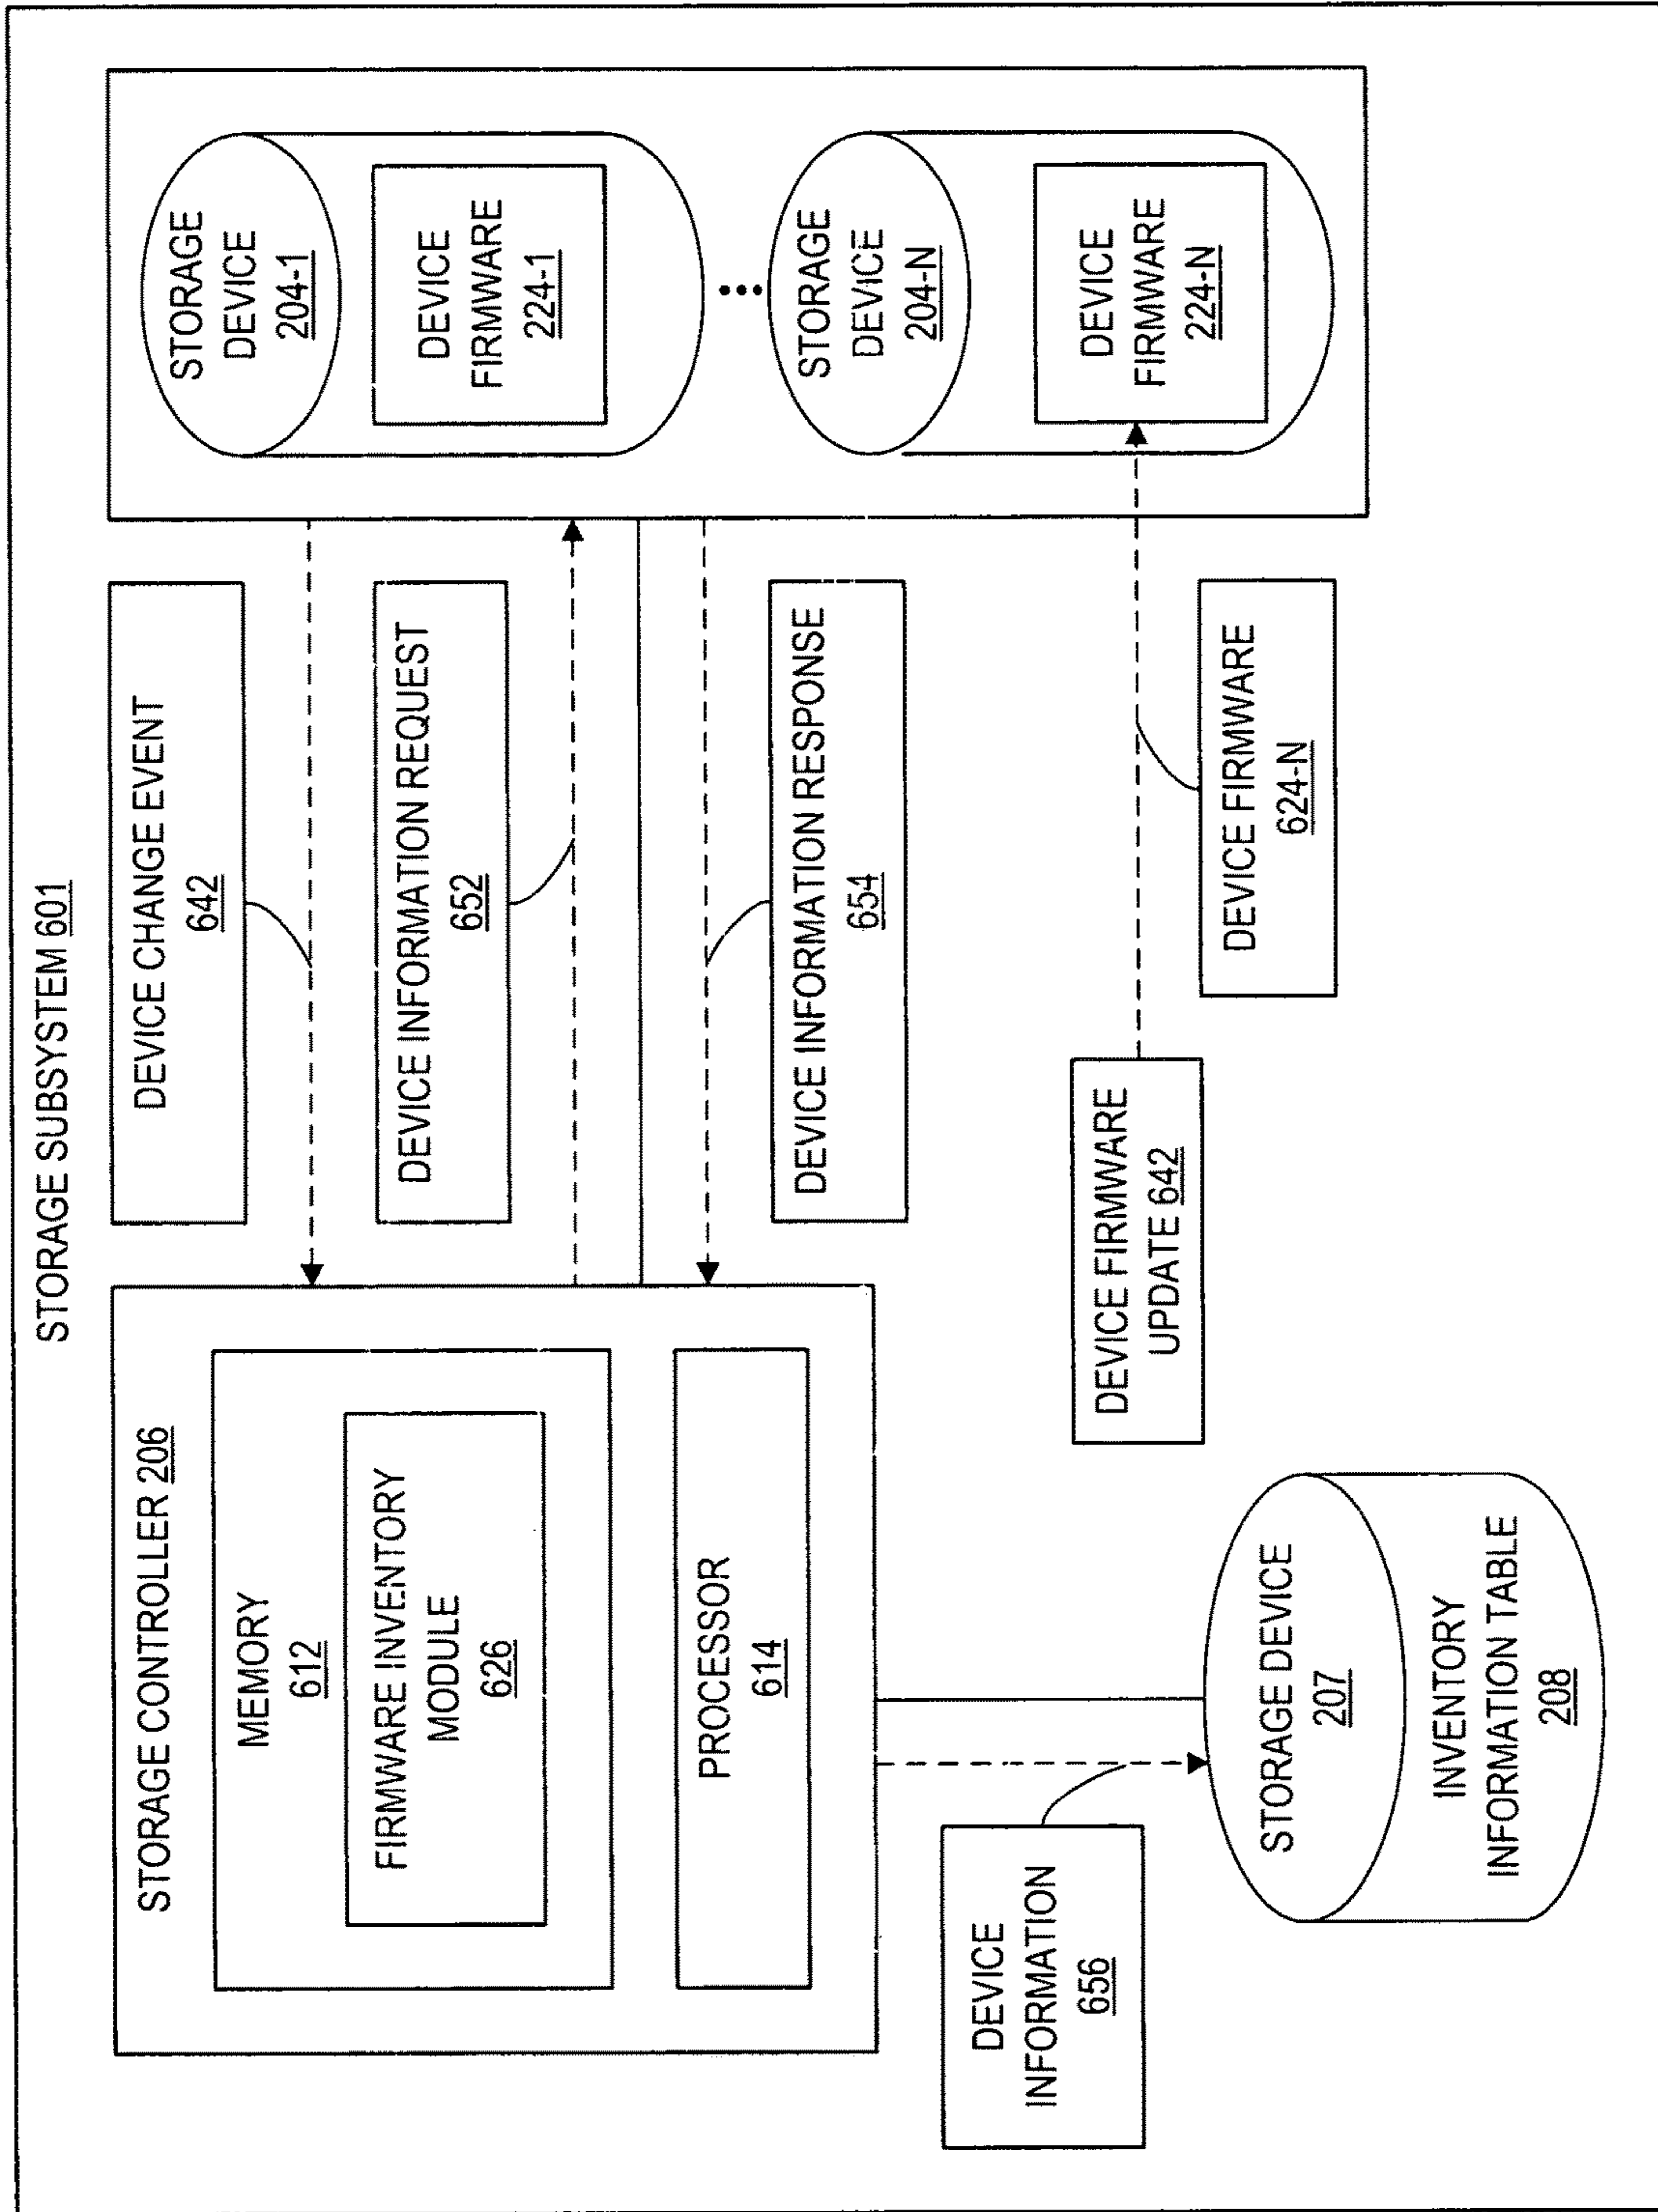 STORAGE SUBSYSTEM 601
STORAGE CONTROLLER 206
MEMORY
612
FIRMWARE INVENTORY
MODULE
626
PROCESSOR
614
DEVICE CHANGE EVENT
642
DEVICE INFORMATION REQUEST
652
DEVICE INFORMATION RESPONSE
654
STORAGE
DEVICE
204-1
DEVICE
FIRMWARE
224-1
STORAGE
DEVICE
204-N
DEVICE
FIRMWARE
224-N
DEVICE
INFORMATION
656
STORAGE DEVICE
207
INVENTORY
INFORMATION TABLE
208
DEVICE FIRMWARE
UPDATE 642
DEVICE FIRMWARE
624-N